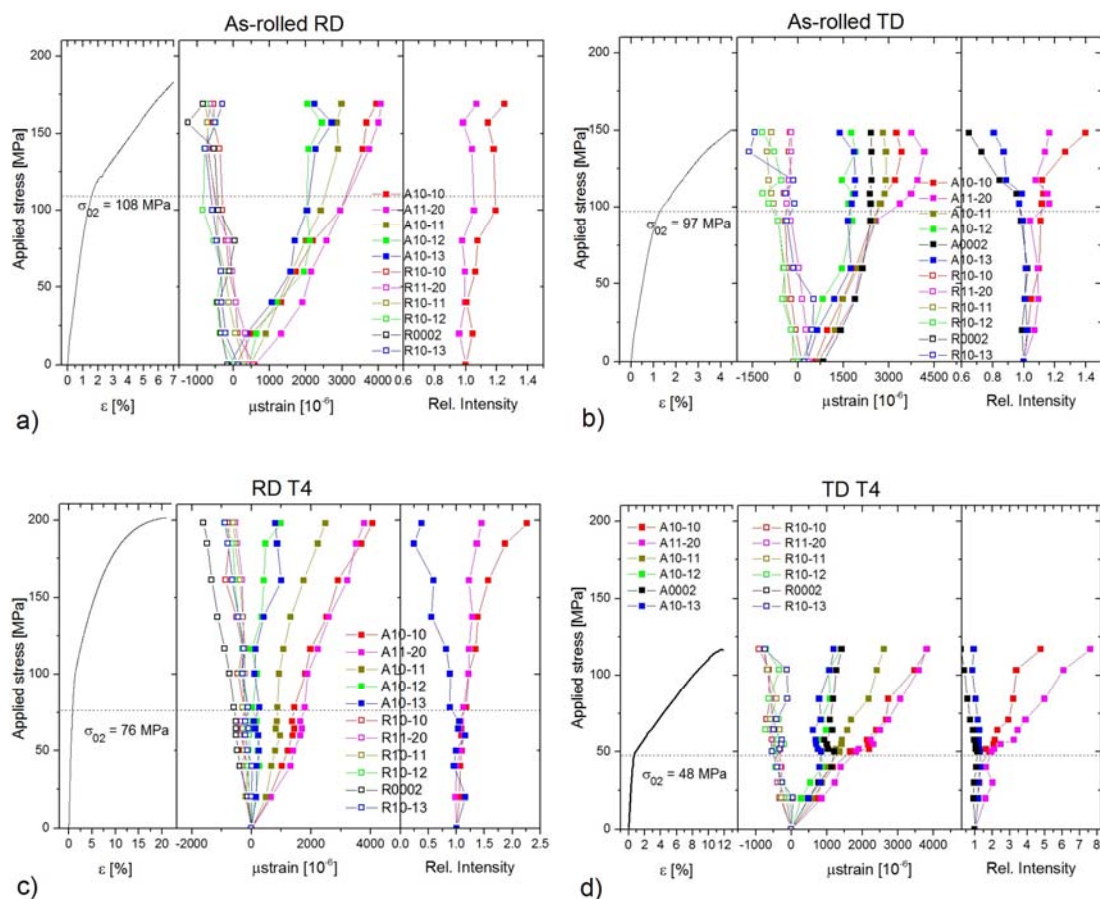 As-rolled RD
0 0.5 1.0 1.5
200
150
100
50
0
Applied stress [MPa]
σ02 = 108 MPa
A10-10
A11-20
A10-11
A10-12
A10-13
R10-10
R11-20
R10-11
R10-12
R0002
R10-13
0 1 2 3 4 5 6 7
-1000 0 1000 2000 3000 4000
0.6 0.8 1.0 1.2 1.4
ε [%]
µstrain [10-6]
Rel. Intensity
a)
As-rolled TD
200
150
100
50
0
Applied stress [MPa]
σ02 = 97 MPa
A10-10
A11-20
A10-11
A10-12
A0002
A10-13
R10-10
R11-20
R10-11
R10-12
R0002
R10-13
0 1 2 3 4 5
-1500 0 1500 3000 4500
0.6 0.8 1.0 1.2 1.4
ε [%]
µstrain [10-6]
Rel. Intensity
b)
RD T4
200
150
100
50
0
Applied stress [MPa]
σ02 = 76 MPa
A10-10
A11-20
A10-11
A10-12
A10-13
R10-10
R11-20
R10-11
R10-12
R0002
R10-13
0 5 10 15 20
-2000 0 2000 4000
0.0 0.5 1.0 1.5 2.0 2.5
ε [%]
µstrain [10-6]
Rel. Intensity
c)
TD T4
200
150
100
50
0
Applied stress [MPa]
A10-10
A11-20
A10-11
A10-12
A0002
A10-13
R10-10
R11-20
R10-11
R10-12
R0002
R10-13
σ02 = 48 MPa
0 2 4 6 8 10 12
-1000 0 1000 2000 3000 4000
1 2 3 4 5 6 7 8
ε [%]
µstrain [10-6]
Rel. Intensity
d)